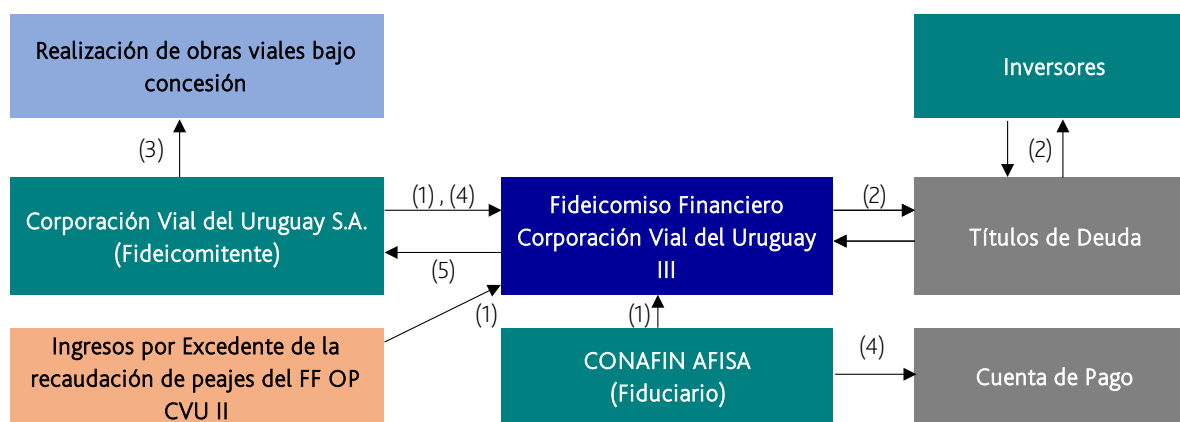 Realización de obras viales bajo
concesión
Inversores
(3)
(2)
Corporación Vial del Uruguay S.A.
(Fideicomitente)
(1) , (4)
Fideicomiso Financiero
Corporación Vial del Uruguay
III
(2)
Títulos de Deuda
(5)
(1)
(1)
Ingresos por Excedente de la
recaudación de peajes del FF OP
CVU II
CONAFIN AFISA
(Fiduciario)
(4)
Cuenta de Pago